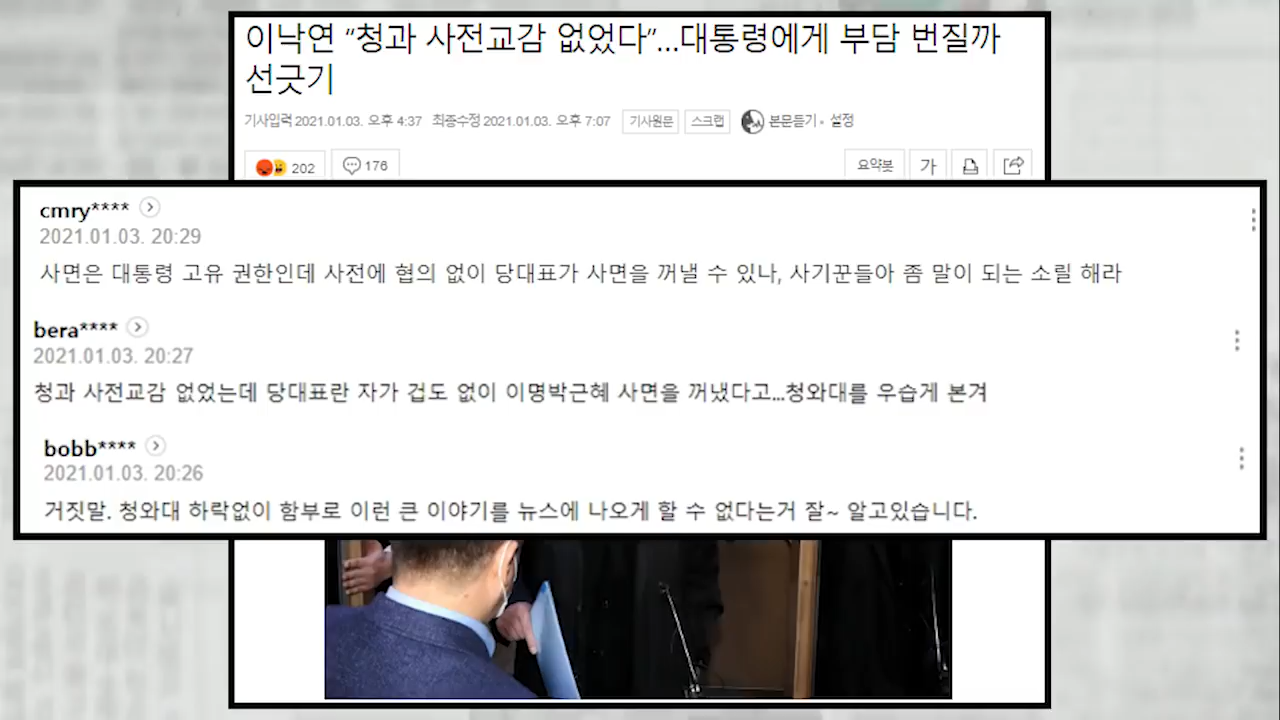 이낙연 “청과 사전교감 없었다”...대통령에게 부담 번질까
선긋기
기사입력 2021.01.03. 오후 4:37 최종수정 2021.01.03. 오후 7:07 기사원문 스크랩 본문듣기 · 설정
202 176 요약봇 가
cmry****
2021.01.03. 20:29
사면은 대통령 고유 권한인데 사전에 협의 없이 당대표가 사면을 꺼낼 수 있나, 사기꾼들아 좀 말이 되는 소릴 해라
bera****
2021.01.03. 20:27
청과 사전교감 없었는데 당대표란 자가 겁도 없이 이명박근혜 사면을 꺼냈다고...청와대를 우습게 본겨
bobb****
2021.01.03. 20:26
거짓말. 청와대 하락없이 함부로 이런 큰 이야기를 뉴스에 나오게 할 수 없다는거 잘~ 알고있습니다.